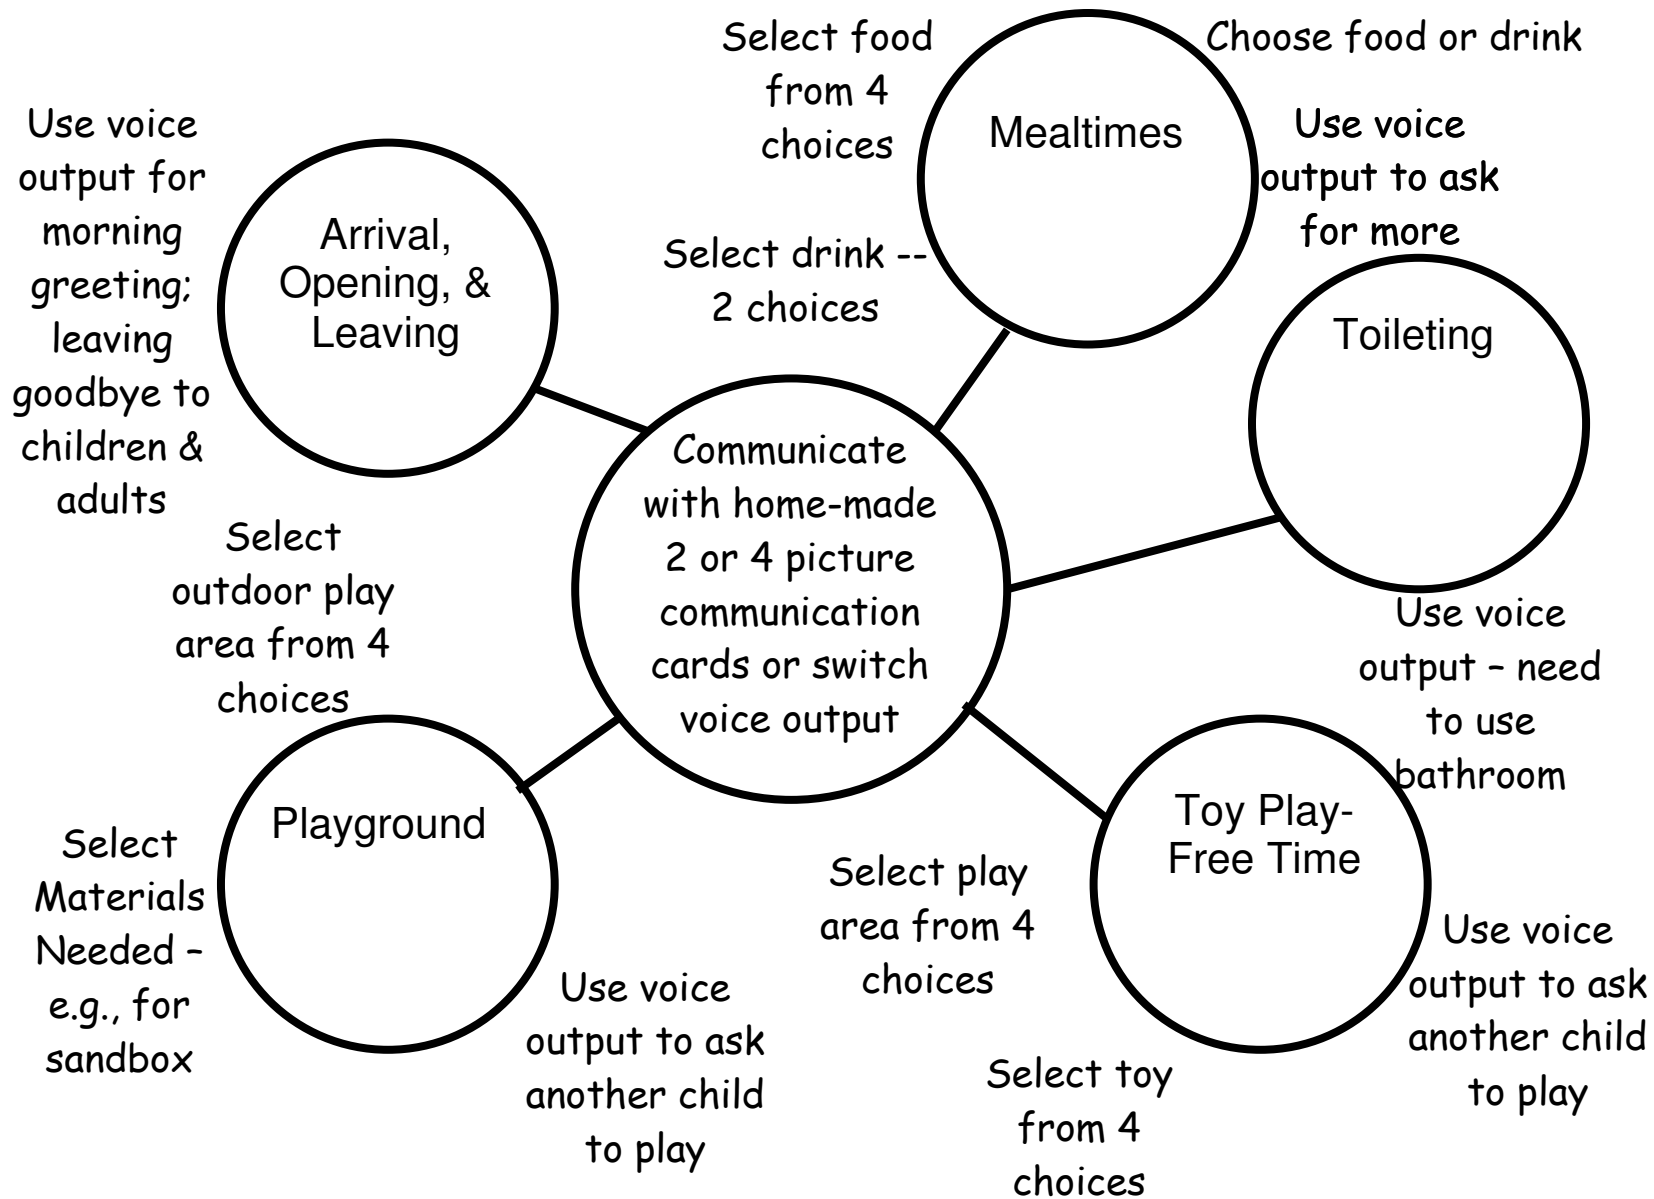 Select food
from 4
choices
Mealtimes
Choose food or drink
Use voice
output to ask
for more
Select drink --
2 choices
Use voice
output for
morning
greeting;
leaving
goodbye to
children &
adults
Arrival,
Opening, &
Leaving
Toileting
Use voice
output – need
to use
bathroom
Communicate
with home-made
2 or 4 picture
communication
cards or switch
voice output
Select
outdoor play
area from 4
choices
Playground
Select
Materials
Needed –
e.g., for
sandbox
Use voice
output to ask
another child
to play
Toy Play-
Free Time
Select play
area from 4
choices
Select toy
from 4
choices
Use voice
output to ask
another child
to play